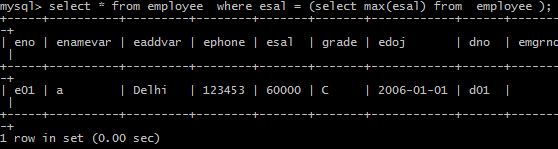 mysql> select * from employee  where esal = (select max(esal) from  employee );
+-----+----------+---------+--------+-------+-------+------------+------+-------
-+
| eno | enamevar | eaddvar | ephone | esal  | grade | edoj       | dno  | emgrno
 |
+-----+----------+---------+--------+-------+-------+------------+------+-------
-+
| e01 | a        | Delhi   | 123453 | 60000 | C     | 2006-01-01 | d01  |
 |
+-----+----------+---------+--------+-------+-------+------------+------+-------
-+
1 row in set (0.00 sec)